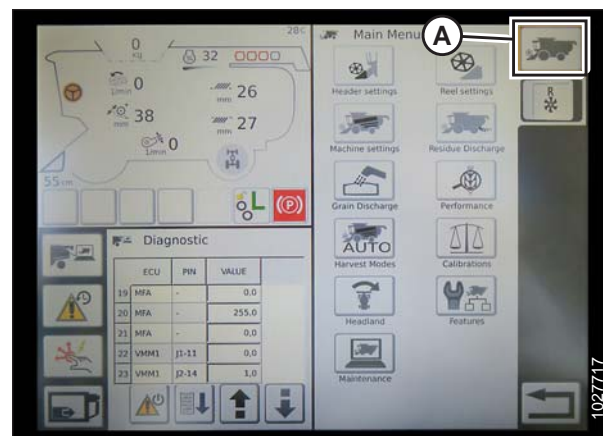 28c
0
KG
32
0
1/min
38
mm
0
1/min
26
mm
27
mm
55 cm
L
(P)
Diagnostic
ECU PIN VALUE
19 MFA - 0,0
20 MFA - 255,0
21 MFA - 0,0
22 VMM1 J1-11 0,0
23 VMM1 J2-14 1,0
Main Menu
A
R
Header settings
Reel settings
Machine settings
Residue Discharge
Grain Discharge
Performance
AUTO
Harvest Modes
Calibrations
Headland
Features
Maintenance
1027717